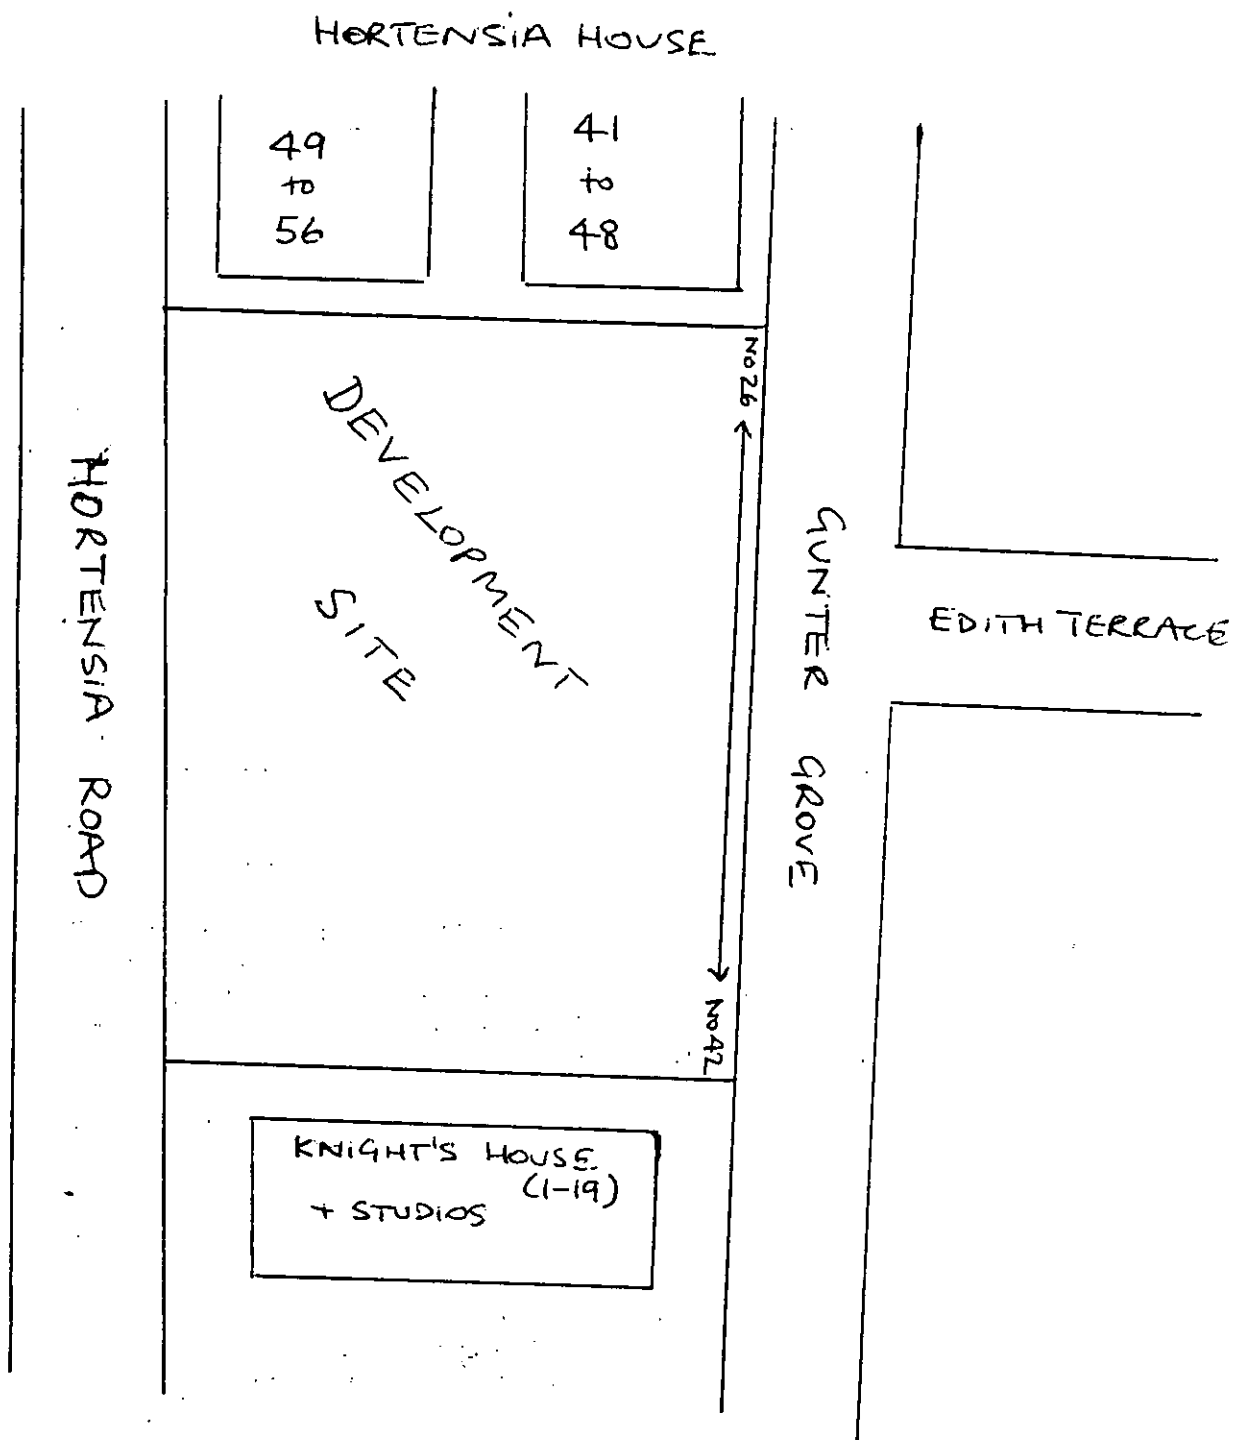 HORTENSIA HOUSE
49
to
56
41
to
48
No 26
DEVELOPMENT
SITE
HORTENSIA ROAD
GUNTER GROVE
EDITH TERRACE
No 42
KNIGHT'S HOUSE
(1-19)
+ STUDIOS